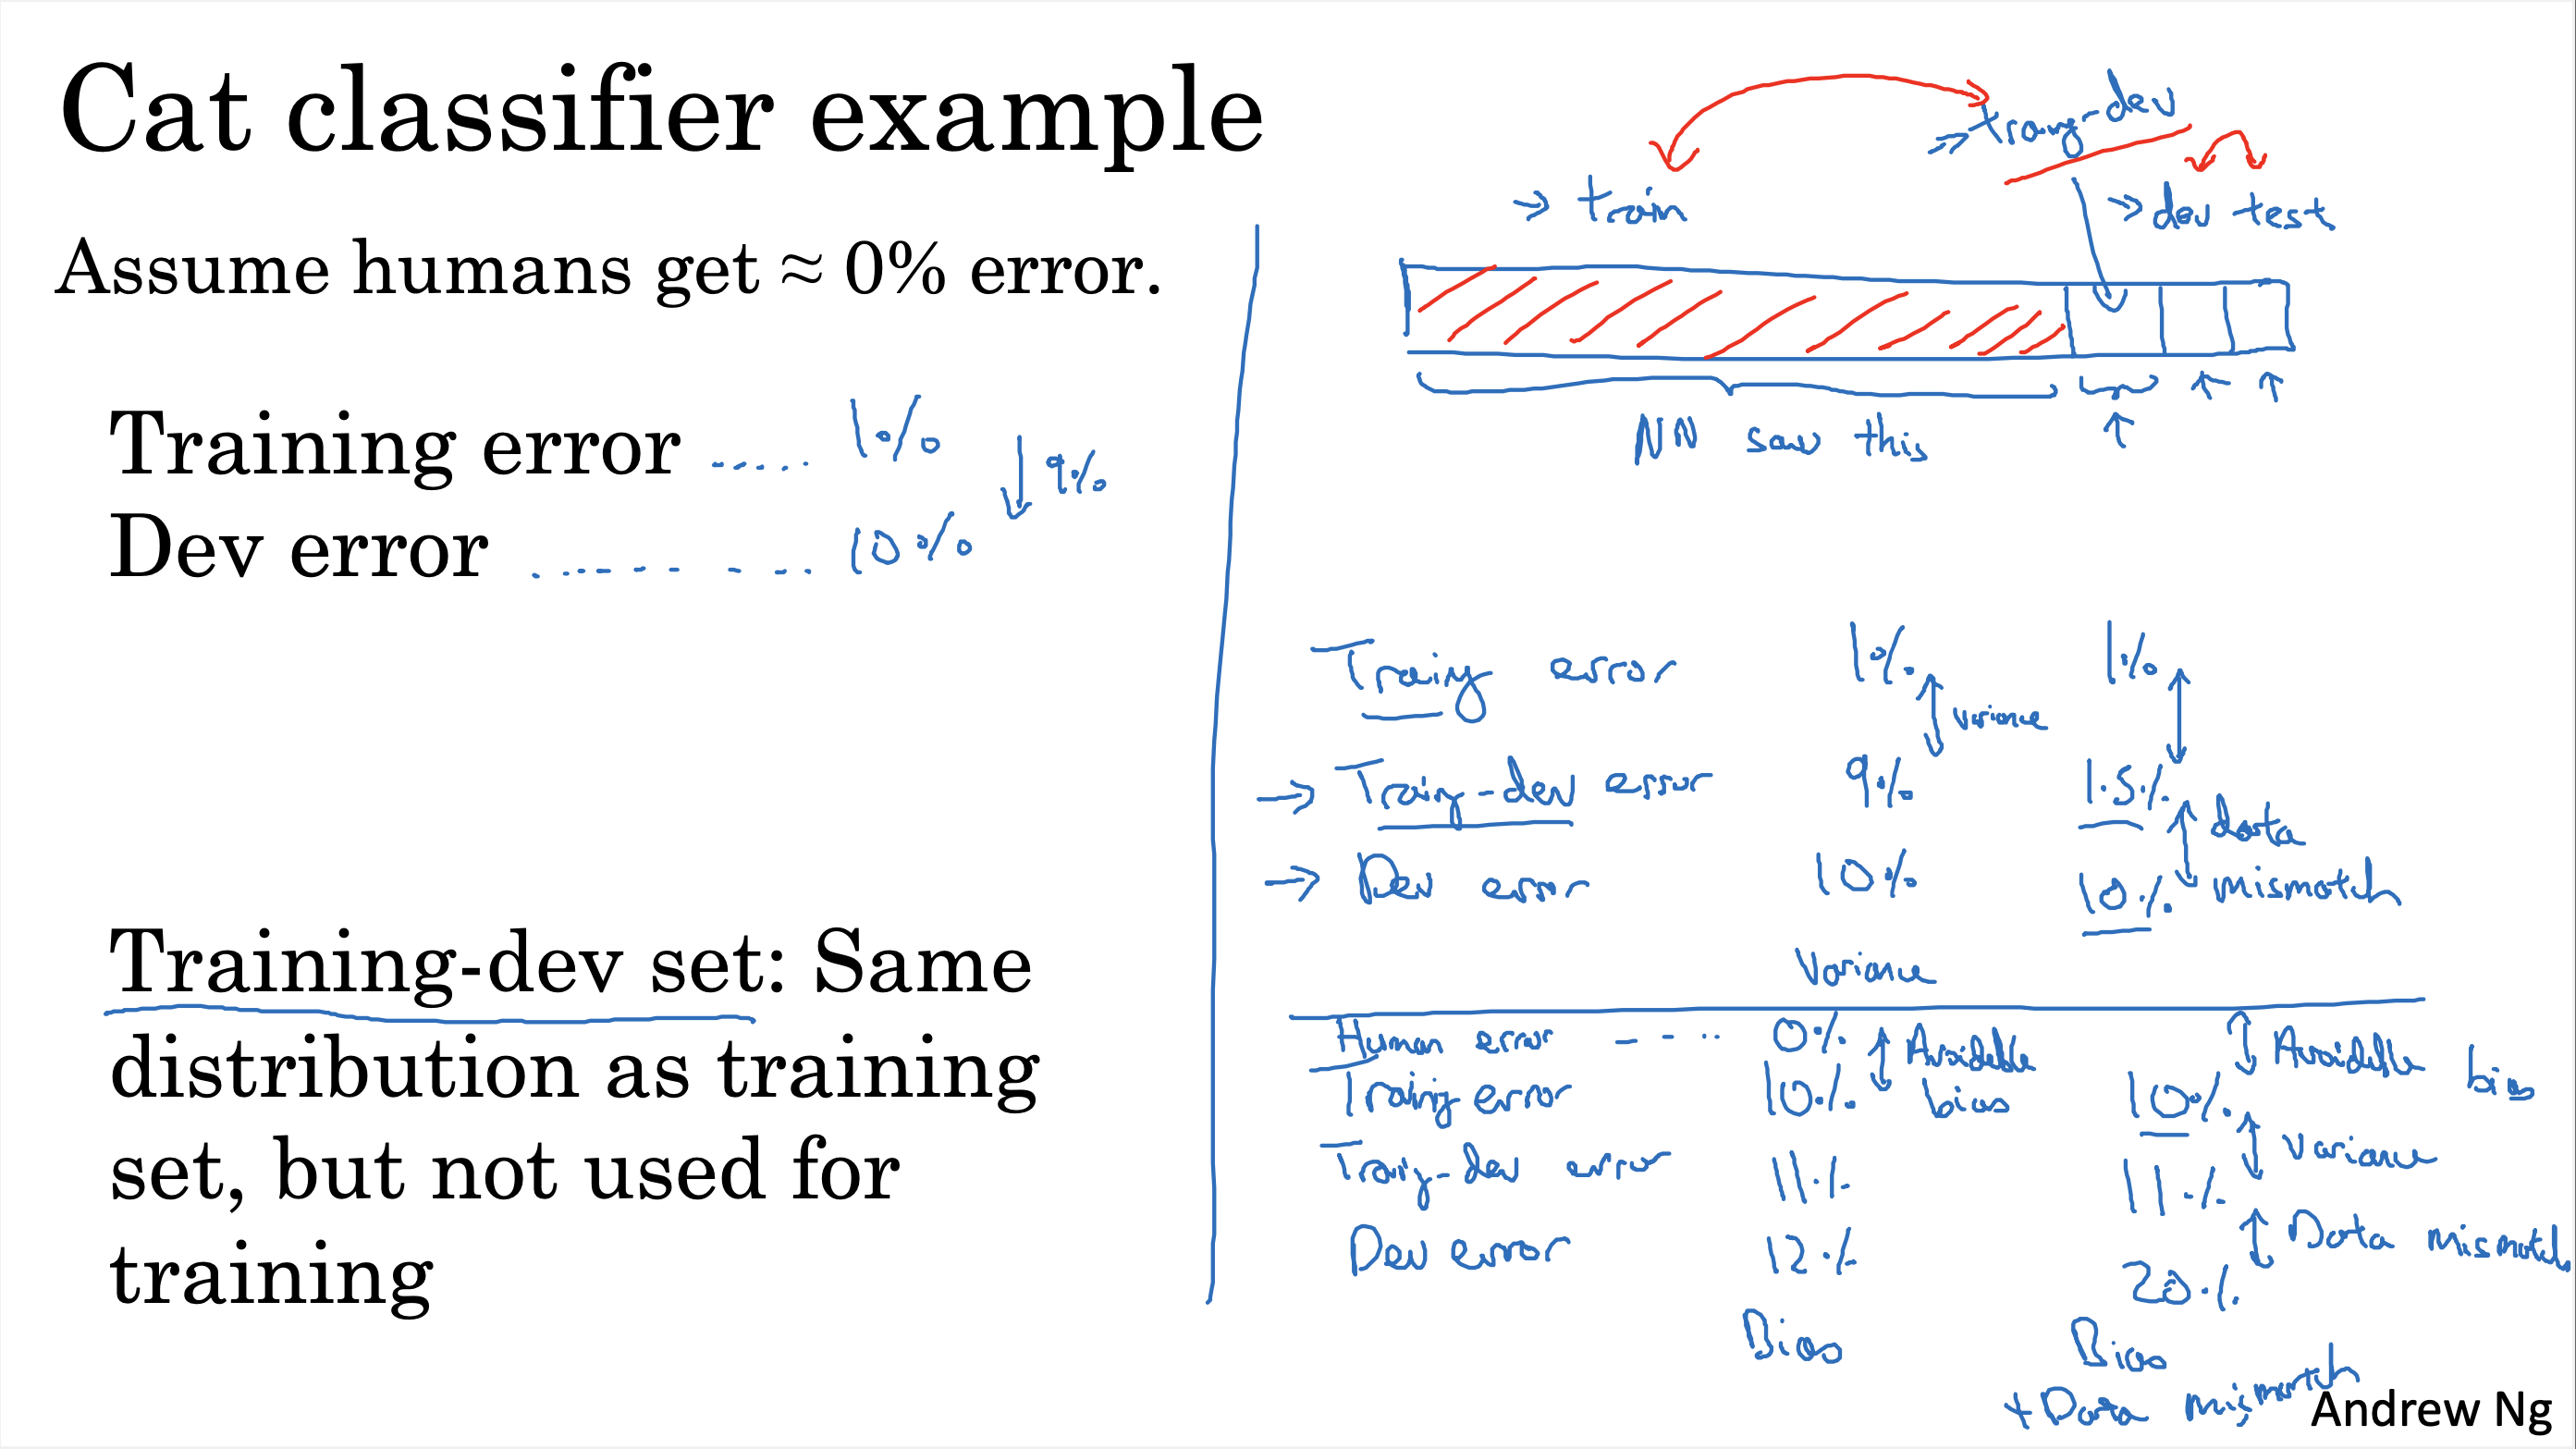 Cat classifier example
Assume humans get ≈ 0% error.
Training error ..... 1%
↓ 9%
Dev error ........ 10%
Training-dev set: Same
distribution as training
set, but not used for
training
→ train
→ traing-dev
→ dev test
NN saw this
Traing error 1% 1%
variance
→ Traing-dev error 9% 1.5%
data
mismatch
→ Dev error 10% 10%
Variance
Human error ---- 0% Avoidable bias Avoidable bias
Training error 10% 10%
Variance
Traing-dev error 11% 11%
Data mismatch
Dev error 12% 20%
Bias Bias
+ Data mismatch
Andrew Ng